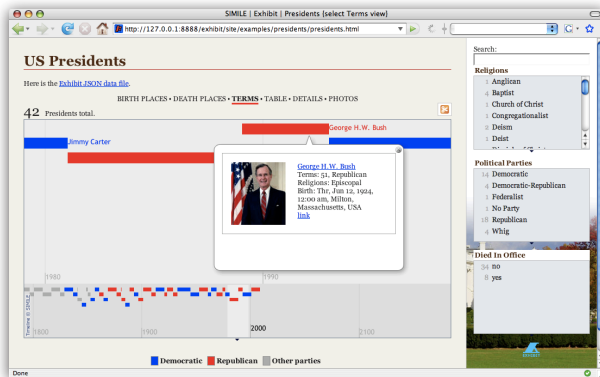 SIMILE | Exhibit | Presidents (select Terms view)
http://127.0.0.1:8888/exhibit/site/examples/presidents/presidents.html
US Presidents
Here is the Exhibit JSON data file.
BIRTH PLACES • DEATH PLACES • TERMS • TABLE • DETAILS • PHOTOS
42 Presidents total.
George H.W. Bush
Jimmy Carter
George H.W. Bush
Terms: 51, Republican
Religions: Episcopal
Birth: Thr, Jun 12, 1924,
12:00 am, Milton,
Massachusetts, USA
link
1980
1990
Timeline © SIMILE
1800
1900
2000
2100
Democratic Republican Other parties
Search:
Religions
1 Anglican
4 Baptist
1 Church of Christ
1 Congregationalist
2 Deism
1 Deist
Political Parties
14 Democratic
4 Democratic-Republican
1 Federalist
1 No Party
18 Republican
4 Whig
Died In Office
34 no
8 yes
Done